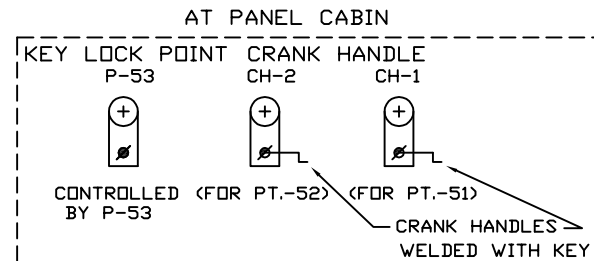 AT PANEL CABIN
KEY LOCK POINT CRANK HANDLE
P-53 CH-2 CH-1
CONTROLLED (FOR PT.-52) (FOR PT.-51)
BY P-53
CRANK HANDLES
WELDED WITH KEY